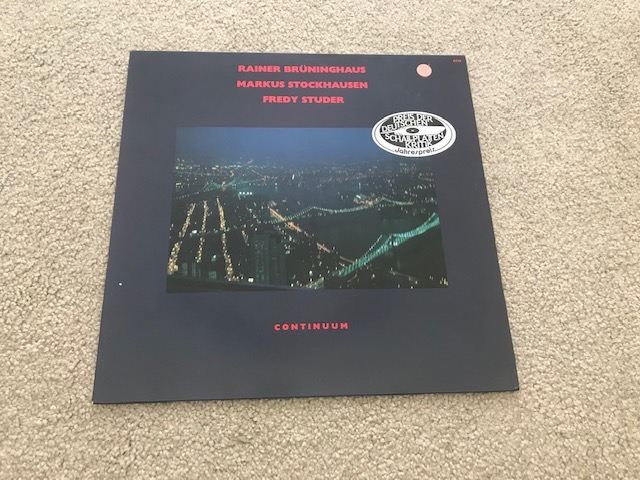 RAINER BRÜNINGHAUS
MARKUS STOCKHAUSEN
FREDY STUDER
PREIS DER
DEUTSCHEN
SCHALLPLATTEN
KRITIK
Jahrespreis
CONTINUUM